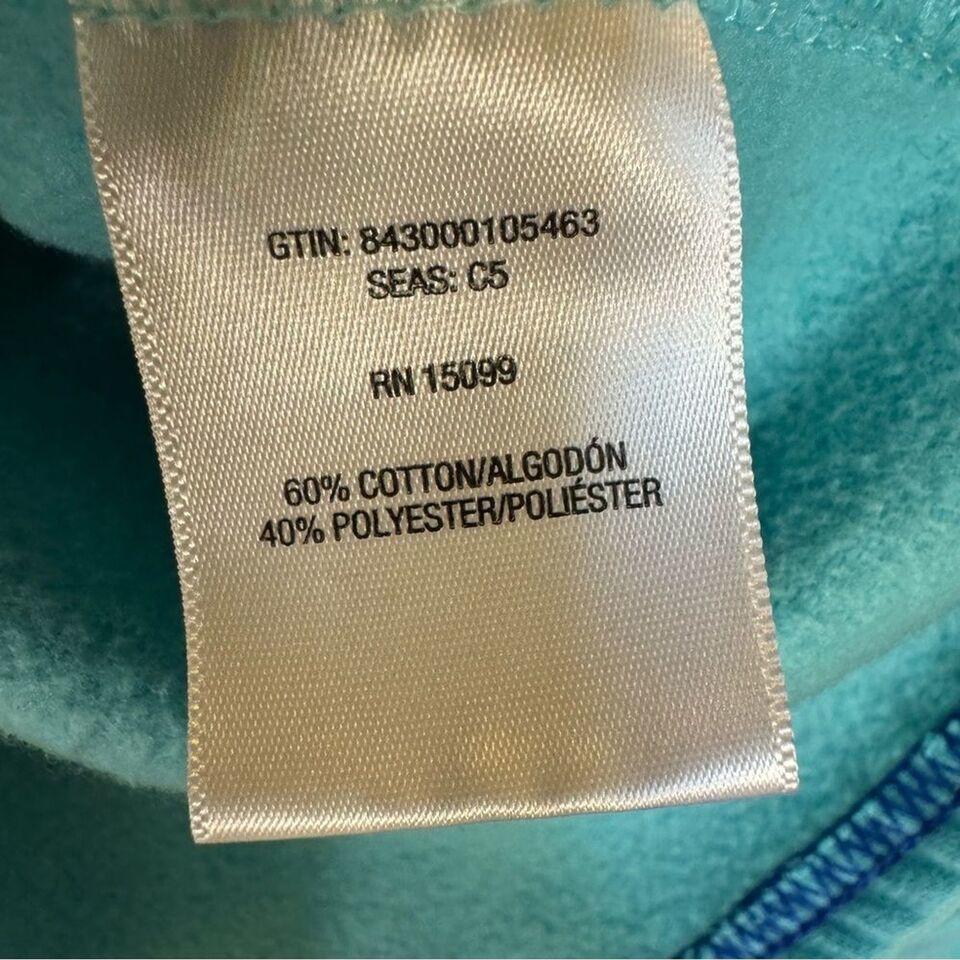 GTIN: 843000105463
SEAS: C5
RN 15099
60% COTTON/ALGODÓN
40% POLYESTER/POLIÉSTER